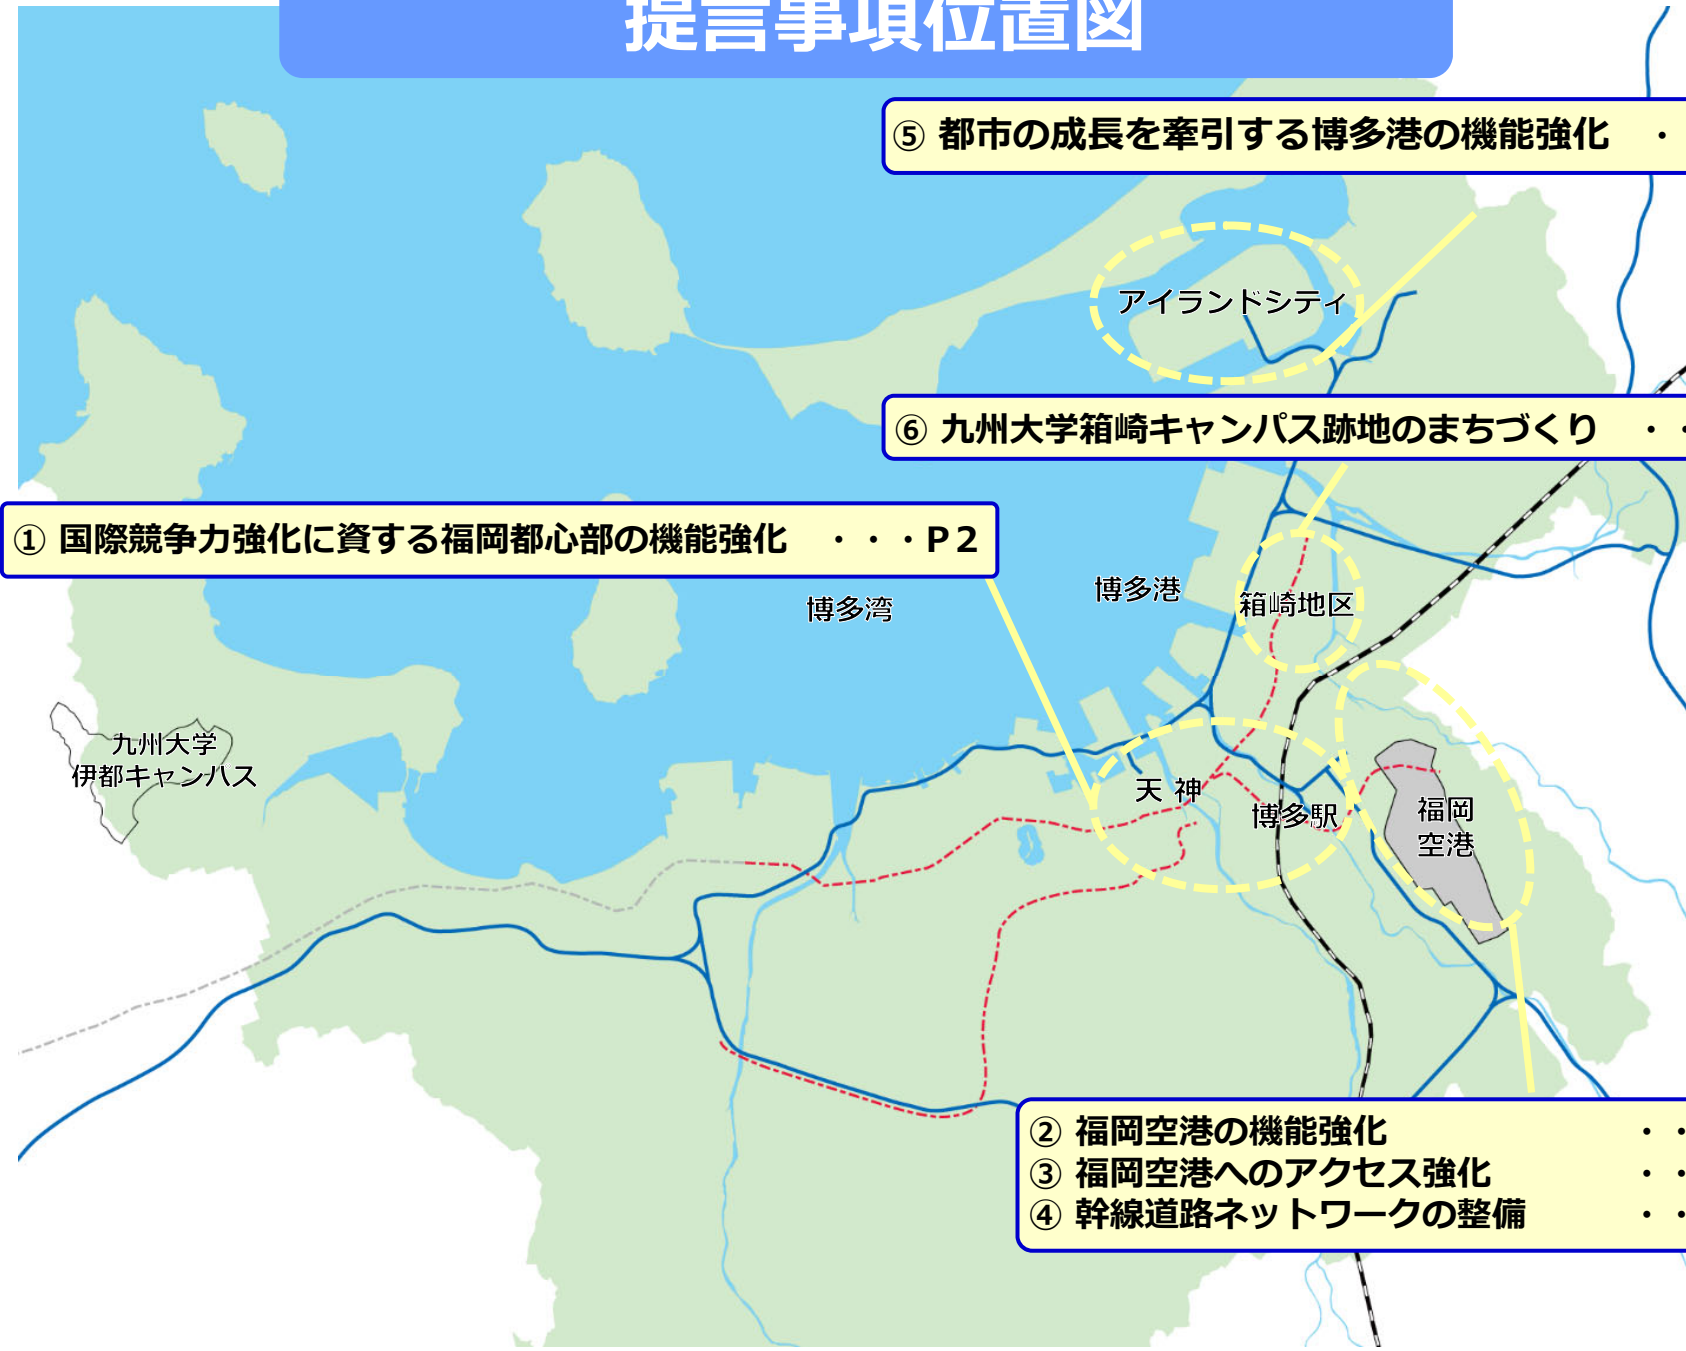 提言事項位置図
⑤ 都市の成長を牽引する博多港の機能強化 ・
アイランドシティ
⑥ 九州大学箱崎キャンパス跡地のまちづくり ・・
① 国際競争力強化に資する福岡都心部の機能強化 ・・・P2
博多湾
博多港
箱崎地区
九州大学
伊都キャンパス
天神
博多駅
福岡
空港
② 福岡空港の機能強化 ・・
③ 福岡空港へのアクセス強化 ・・
④ 幹線道路ネットワークの整備 ・・